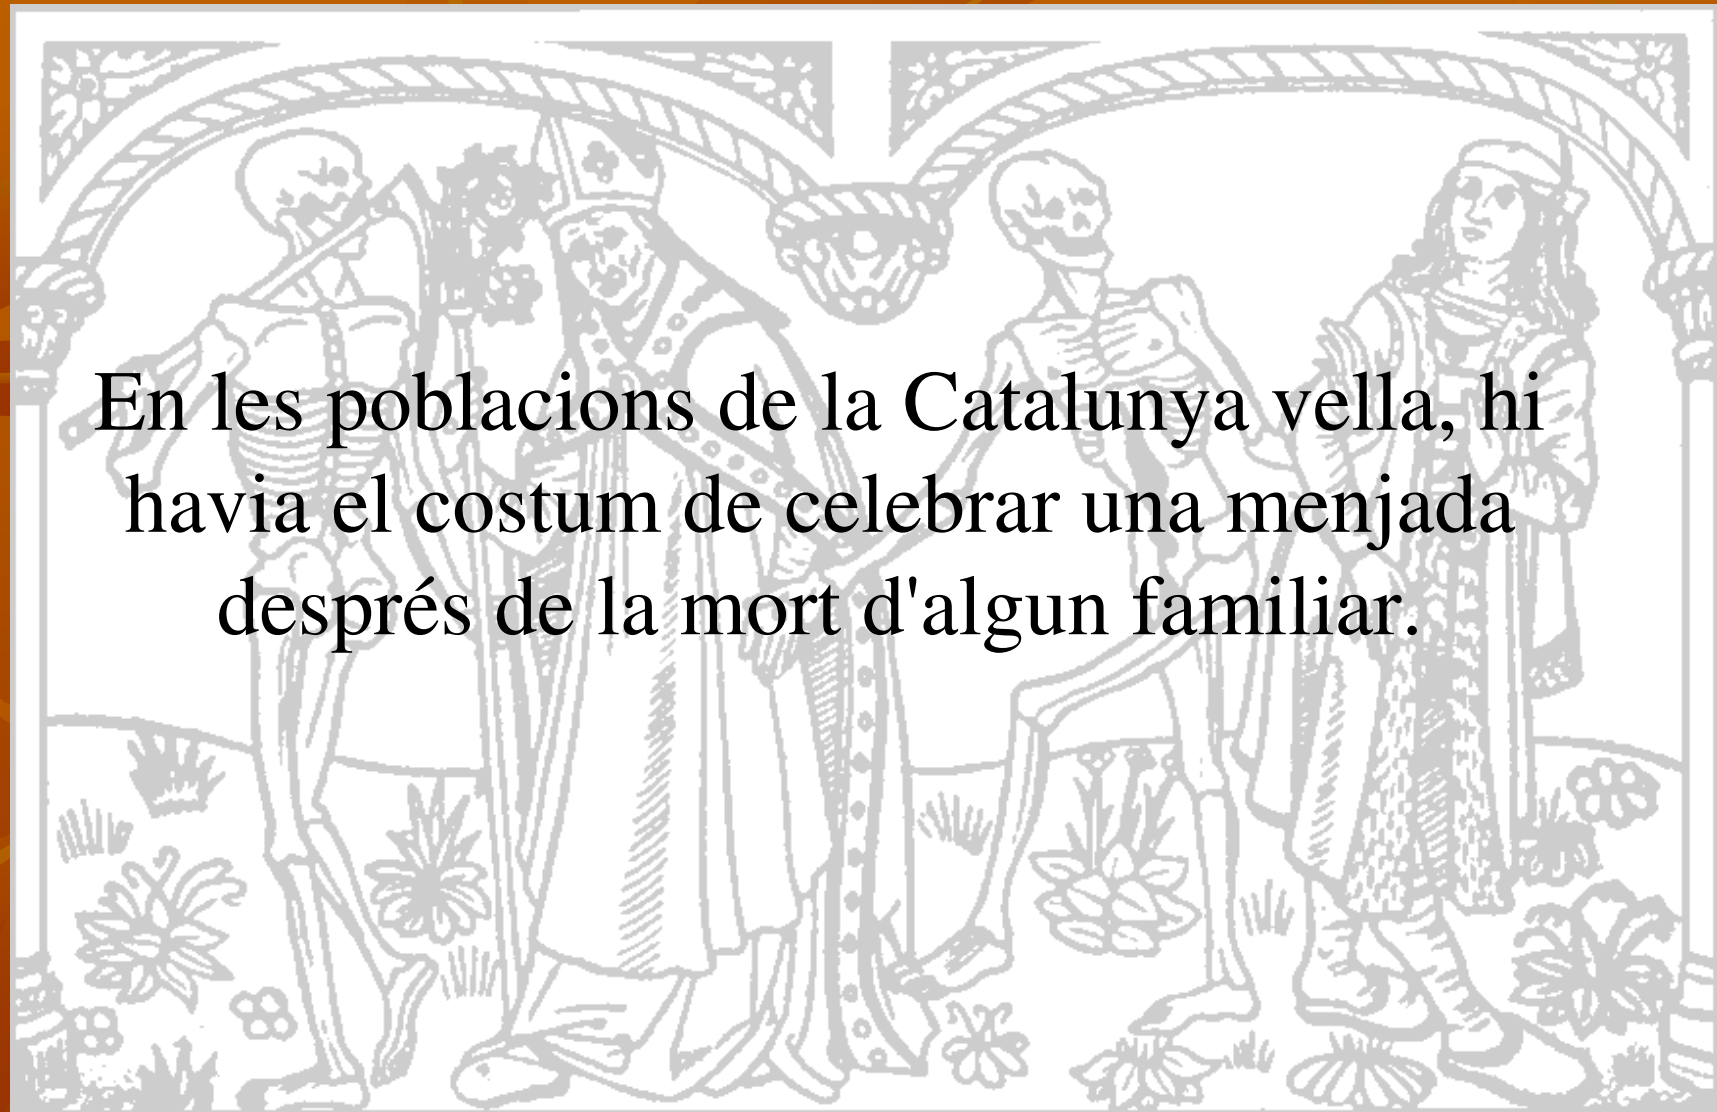 En les poblacions de la Catalunya vella, hi
havia el costum de celebrar una menjada
després de la mort d'algun familiar.